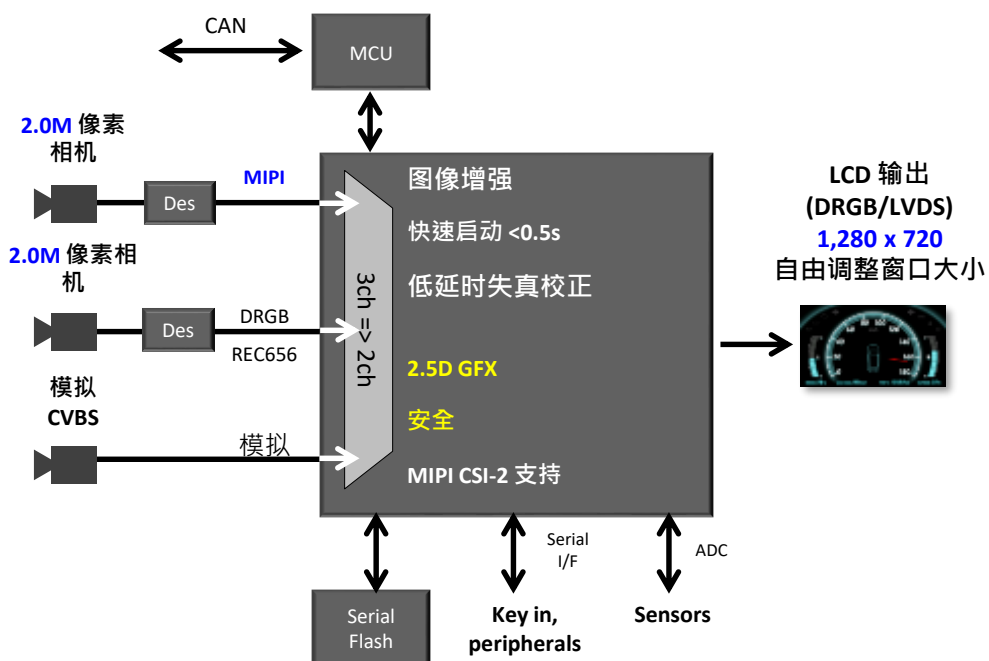 CAN
MCU
2.0M 像素
相机
MIPI
Des
2.0M 像素相
机
Des
DRGB
REC656
模拟
CVBS
模拟
3ch => 2ch
图像增强
快速启动 <0.5s
低延时失真校正
2.5D GFX
安全
MIPI CSI-2 支持
LCD 输出
(DRGB/LVDS)
1,280 x 720
自由调整窗口大小
Serial
Flash
Serial
I/F
Key in,
peripherals
ADC
Sensors